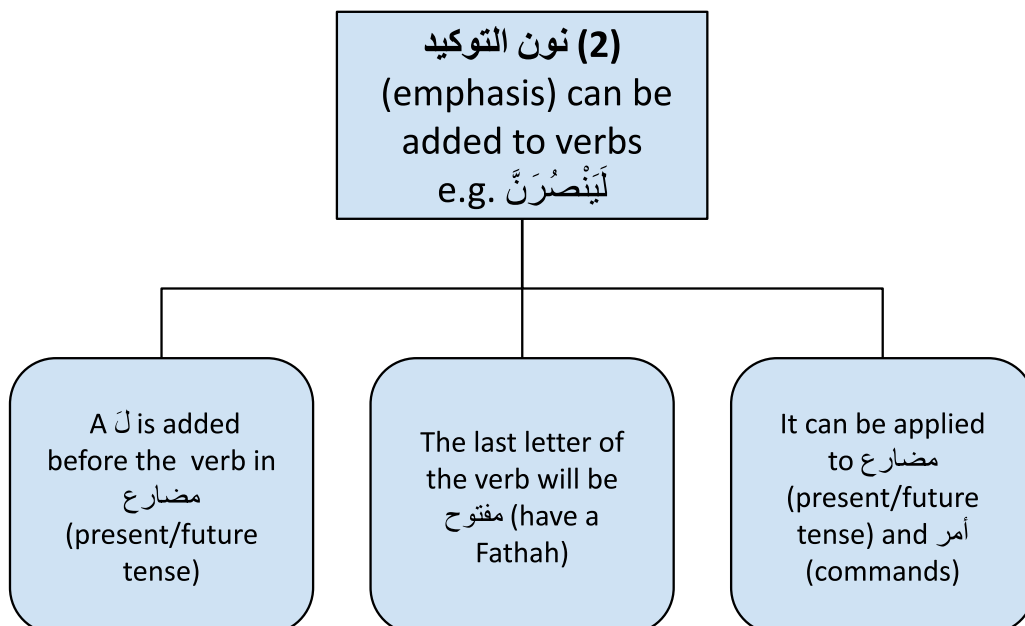 (2) نون التوكيد
(emphasis) can be
added to verbs
e.g. لَيَنْصُرَنَّ
A لَ is added
before the verb in
مضارع
(present/future
tense)
The last letter of
the verb will be
مفتوح (have a
Fathah)
It can be applied
to مضارع
(present/future
tense) and أمر
(commands)